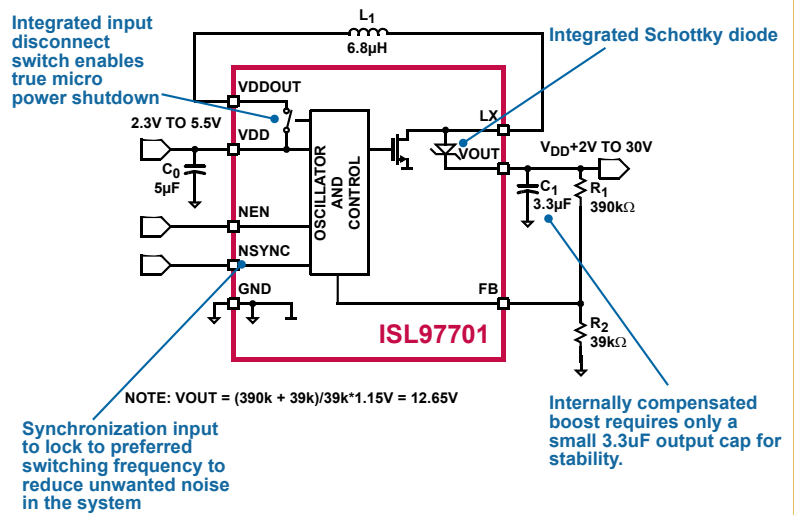 Integrated input
disconnect
switch enables
true micro
power shutdown
L1
6.8µH
Integrated Schottky diode
VDDOUT
LX
2.3V TO 5.5V
VDD
VOUT
VDD+2V TO 30V
C0
5µF
OSCILLATOR
AND
CONTROL
C1
3.3µF
R1
390kΩ
NEN
NSYNC
GND
FB
ISL97701
R2
39kΩ
NOTE: VOUT = (390k + 39k)/39k*1.15V = 12.65V
Synchronization input
to lock to preferred
switching frequency to
reduce unwanted noise
in the system
Internally compensated
boost requires only a
small 3.3uF output cap for
stability.